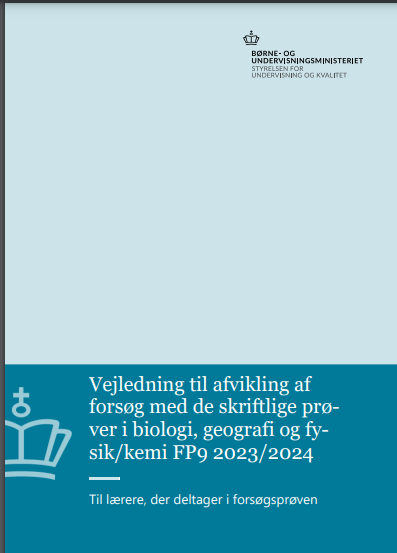 BØRNE- OG
UNDERVISNINGSMINISTERIET
STYRELSEN FOR
UNDERVISNING OG KVALITET
Vejledning til afvikling af
forsøg med de skriftlige prø-
ver i biologi, geografi og fy-
sik/kemi FP9 2023/2024
Til lærere, der deltager i forsøgsprøven